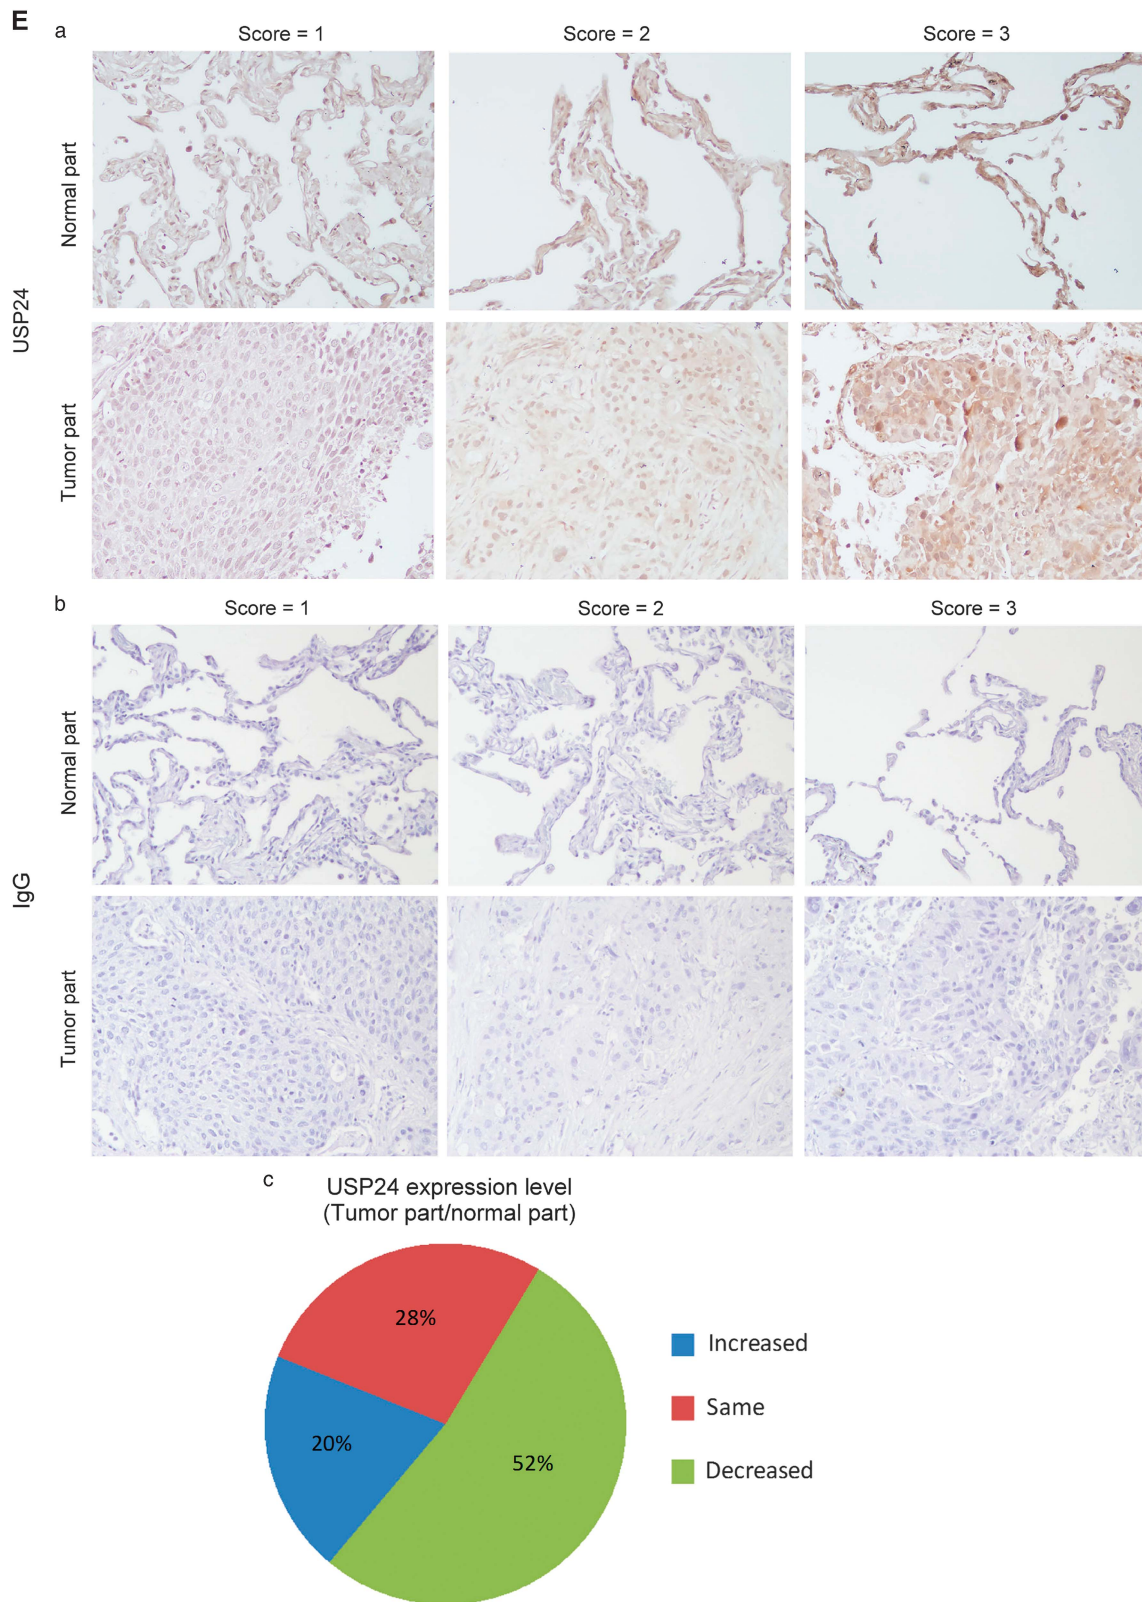 E
a
Score = 1
Score = 2
Score = 3
USP24
Normal part
Tumor part
b
Score = 1
Score = 2
Score = 3
IgG
Normal part
Tumor part
c
USP24 expression level
(Tumor part/normal part)
28%
20%
52%
Increased
Same
Decreased